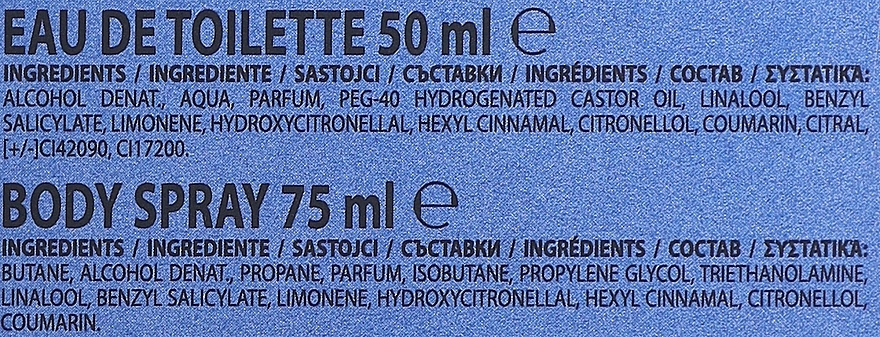 EAU DE TOILETTE 50 ml ℮
INGREDIENTS / INGREDIENTE / SASTOJCI / СЪСТАВКИ / INGRÉDIENTS / СОСТАВ / ΣΥΣΤΑΤΙΚΆ:
ALCOHOL DENAT., AQUA, PARFUM, PEG-40 HYDROGENATED CASTOR OIL, LINALOOL, BENZYL
SALICYLATE, LIMONENE, HYDROXYCITRONELLAL, HEXYL CINNAMAL, CITRONELLOL, COUMARIN, CITRAL,
[+/-]CI42090, CI17200.
BODY SPRAY 75 ml ℮
INGREDIENTS / INGREDIENTE / SASTOJCI / СЪСТАВКИ / INGRÉDIENTS / СОСТАВ / ΣΥΣΤΑΤΙΚΆ:
BUTANE, ALCOHOL DENAT., PROPANE, PARFUM, ISOBUTANE, PROPYLENE GLYCOL, TRIETHANOLAMINE,
LINALOOL, BENZYL SALICYLATE, LIMONENE, HYDROXYCITRONELLAL, HEXYL CINNAMAL, CITRONELLOL,
COUMARIN.